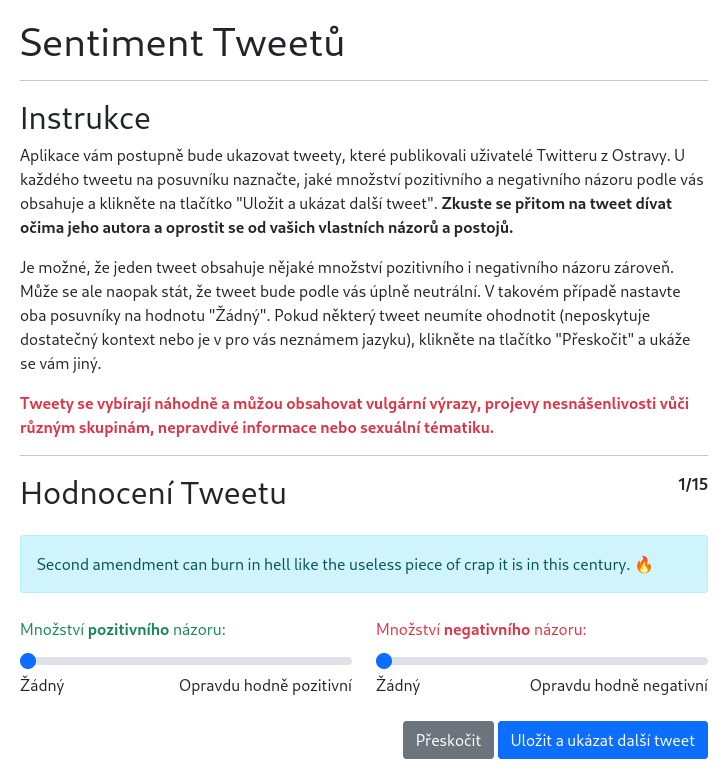 Sentiment Tweetů
Instrukce
Aplikace vám postupně bude ukazovat tweety, které publikovali uživatelé Twitteru z Ostravy. U
každého tweetu na posuvníku naznačte, jaké množství pozitivního a negativního názoru podle vás
obsahuje a klikněte na tlačítko "Uložit a ukázat další tweet". Zkuste se přitom na tweet dívat
očima jeho autora a oprostit se od vašich vlastních názorů a postojů.
Je možné, že jeden tweet obsahuje nějaké množství pozitivního i negativního názoru zároveň.
Může se ale naopak stát, že tweet bude podle vás úplně neutrální. V takovém případě nastavte
oba posuvníky na hodnotu "Žádný". Pokud některý tweet neumíte ohodnotit (neposkytuje
dostatečný kontext nebo je v pro vás neznámem jazyku), klikněte na tlačítko "Přeskočit" a ukáže
se vám jiný.
Tweety se vybírají náhodně a můžou obsahovat vulgární výrazy, projevy nesnášenlivosti vůči
různým skupinám, nepravdivé informace nebo sexuální tématiku.
Hodnocení Tweetu
1/15
Second amendment can burn in hell like the useless piece of crap it is in this century. 🔥
Množství pozitivního názoru:
Žádný Opravdu hodně pozitivní
Množství negativního názoru:
Žádný Opravdu hodně negativní
Přeskočit
Uložit a ukázat další tweet